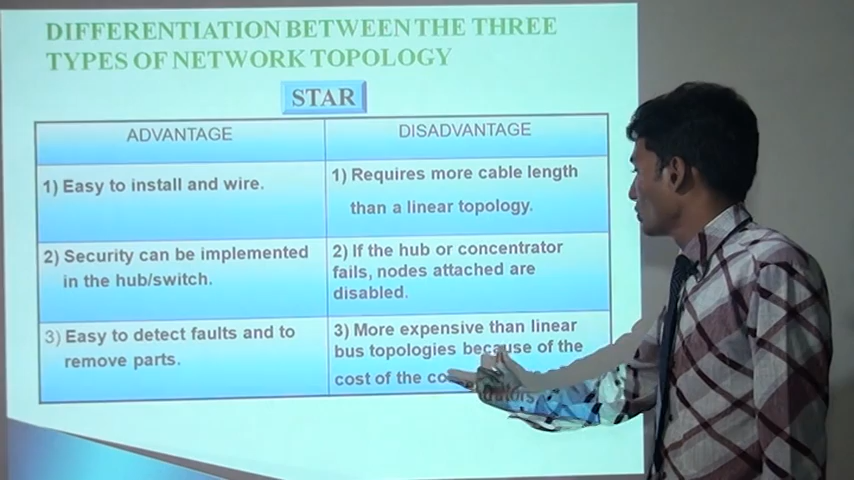 DIFFERENTIATION BETWEEN THE THREE
TYPES OF NETWORK TOPOLOGY
STAR
ADVANTAGE
DISADVANTAGE
1) Easy to install and wire.
1) Requires more cable length
than a linear topology.
2) Security can be implemented
in the hub/switch.
2) If the hub or concentrator
fails, nodes attached are
disabled.
3) Easy to detect faults and to
remove parts.
3) More expensive than linear
bus topologies because of the
cost of the